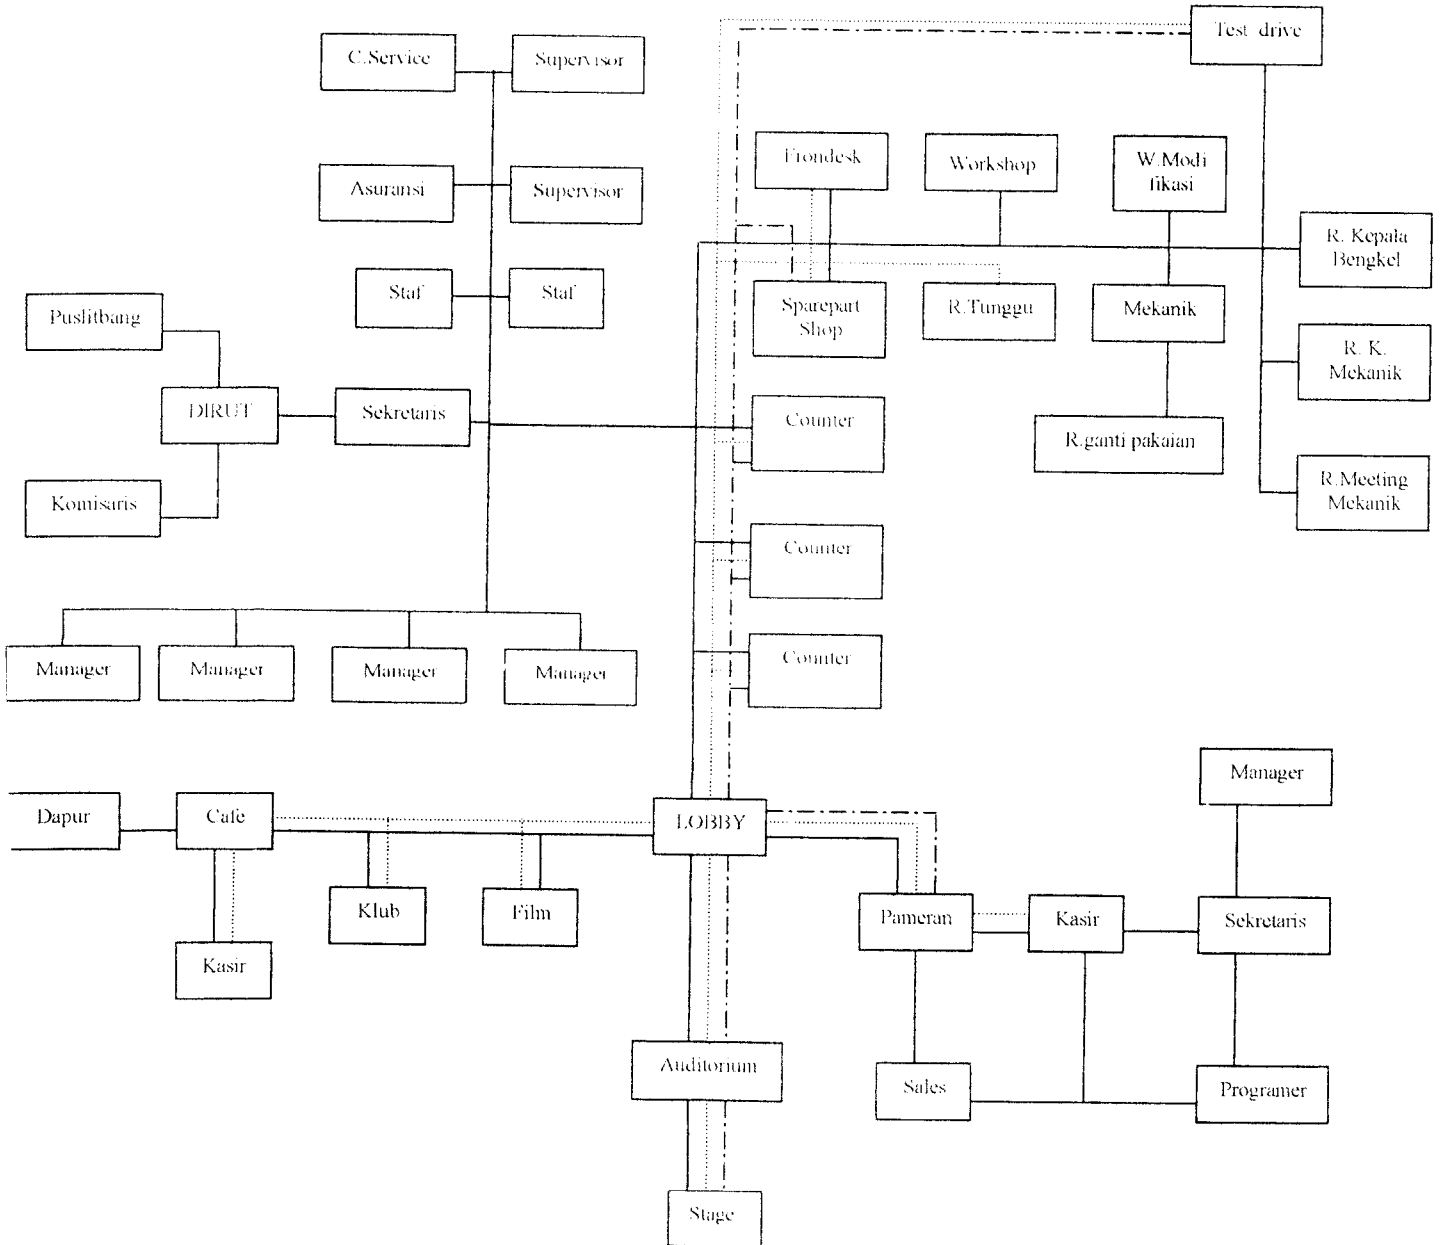 Test drive
C.Service
Supervisor
Frondesk
Workshop
W.Modi
fikasi
Asuransi
Supervisor
R. Kepala
Bengkel
Staf
Staf
Puslitbang
Sparepart
Shop
R.Tunggu
Mekanik
R. K.
Mekanik
DIRUT
Sekretaris
Counter
R.ganti pakaian
Komisaris
R.Meeting
Mekanik
Counter
Manager
Manager
Manager
Manager
Counter
Manager
Dapur
Cafe
LOBBY
Klub
Film
Pameran
Kasir
Sekretaris
Kasir
Auditorium
Sales
Programer
Stage